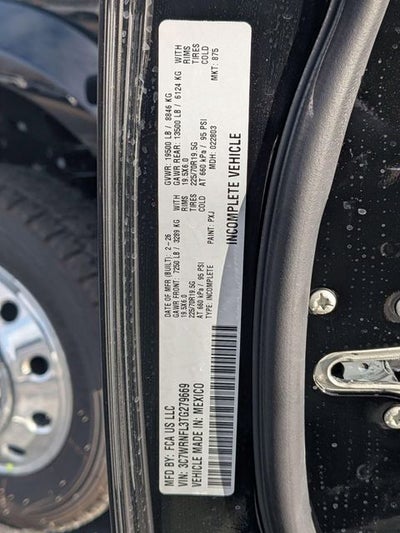 MFD BY: FCA US LLC
DATE OF MFR (BUILT): 2-26
GVWR: 19500 LB / 8846 KG
GAWR FRONT: 7250 LB / 3289 KG WITH
GAWR REAR: 13500 LB / 6124 KG WITH
19.5X6.0 RIMS
19.5X6.0 RIMS
225/70R19.5G TIRES
225/70R19.5G TIRES
AT 660 kPa / 95 PSI COLD
AT 660 kPa / 95 PSI COLD
TYPE: INCOMPLETE
PAINT: PXJ
MDH: 022803
MKT: 875
VIN: 3C7WRNFL3TG279669
VEHICLE MADE IN: MEXICO
INCOMPLETE VEHICLE